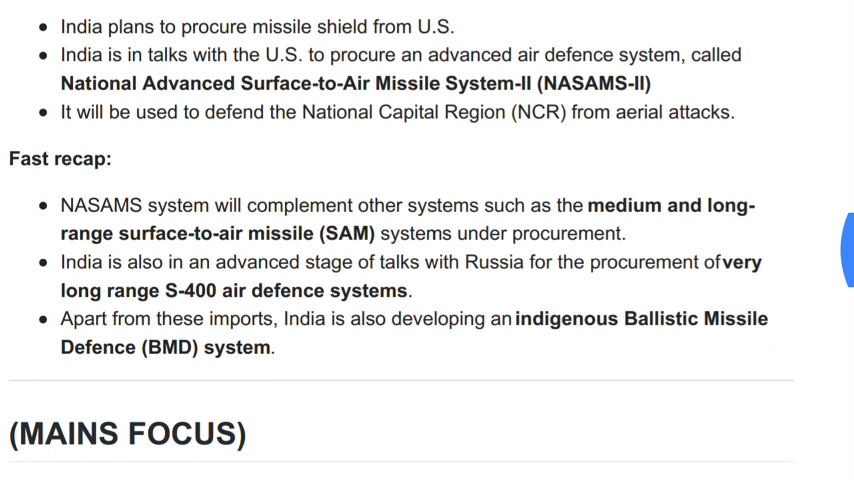 • India plans to procure missile shield from U.S.
• India is in talks with the U.S. to procure an advanced air defence system, called
National Advanced Surface-to-Air Missile System-II (NASAMS-II)
• It will be used to defend the National Capital Region (NCR) from aerial attacks.
Fast recap:
• NASAMS system will complement other systems such as the medium and long-
range surface-to-air missile (SAM) systems under procurement.
• India is also in an advanced stage of talks with Russia for the procurement ofvery
long range S-400 air defence systems.
• Apart from these imports, India is also developing an indigenous Ballistic Missile
Defence (BMD) system.
(MAINS FOCUS)